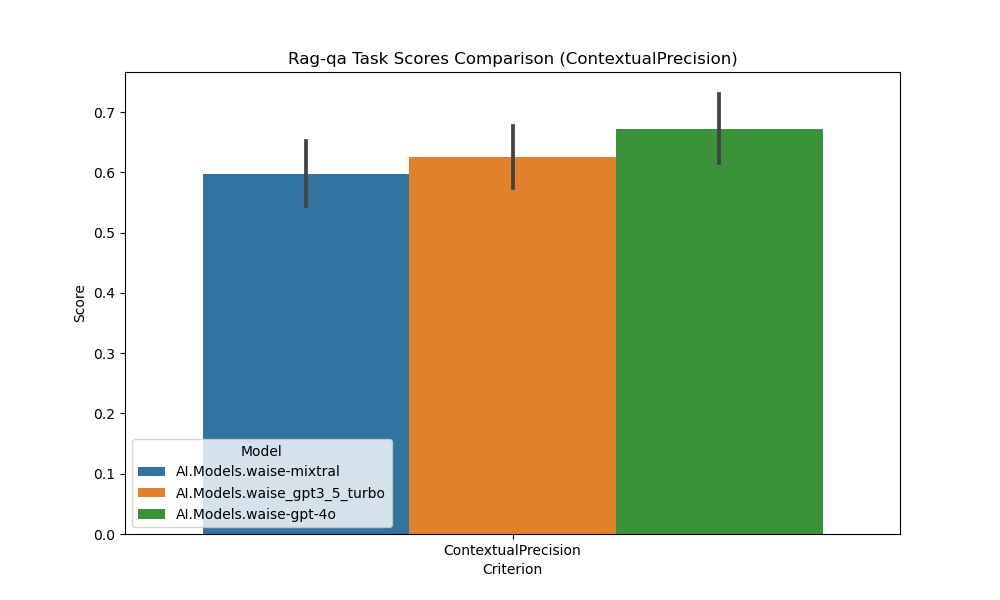 Rag-qa Task Scores Comparison (ContextualPrecision)
0.7
0.6
0.5
0.4
0.3
0.2
0.1
0.0
Score
Model
AI.Models.waise-mixtral
AI.Models.waise_gpt3_5_turbo
AI.Models.waise-gpt-4o
ContextualPrecision
Criterion